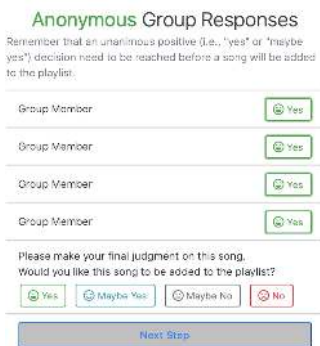 Anonymous Group Responses
Remember that an unanimous positive (i.e., "yes" or "maybe
yes") decision need to be reached before a song will be added
to the playlist.
Group Member Yes
Group Member Yes
Group Member Yes
Group Member Yes
Please make your final judgment on this song.
Would you like this song to be added to the playlist?
Yes Maybe Yes Maybe No No
Next Step